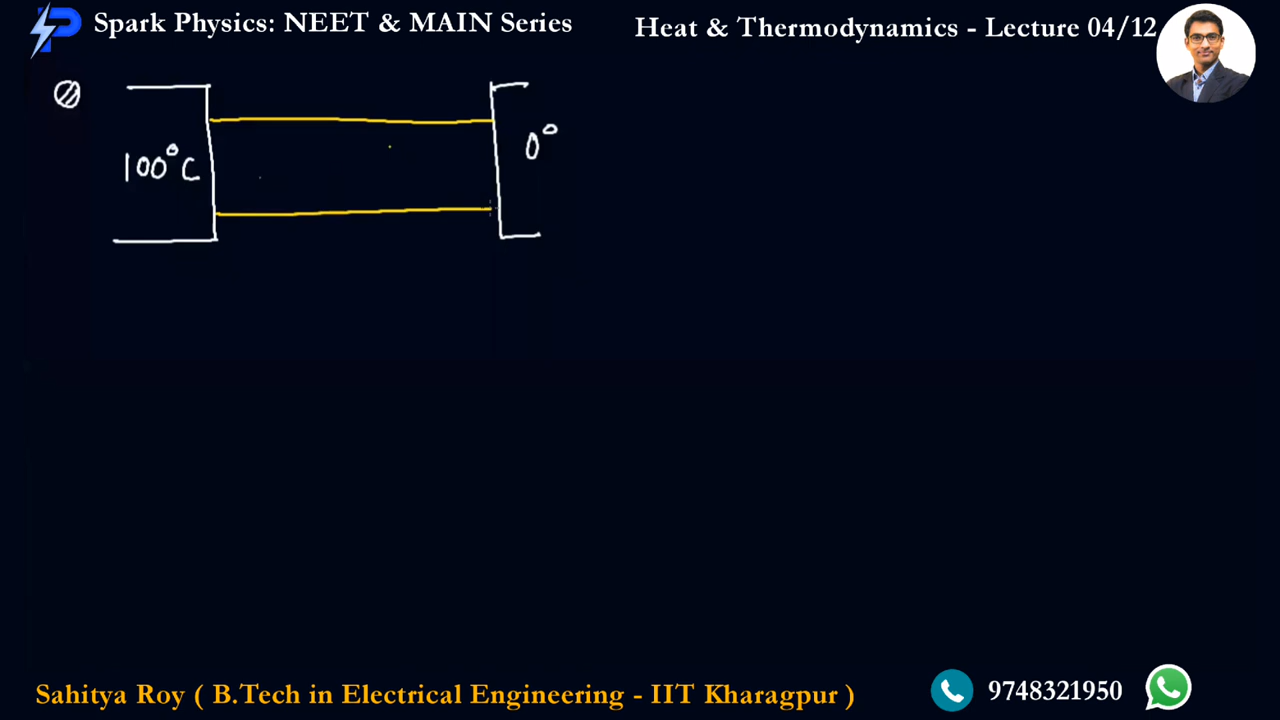 Spark Physics: NEET & MAIN Series
Heat & Thermodynamics - Lecture 04/12
100°C
0°
Sahitya Roy ( B.Tech in Electrical Engineering - IIT Kharagpur )
9748321950